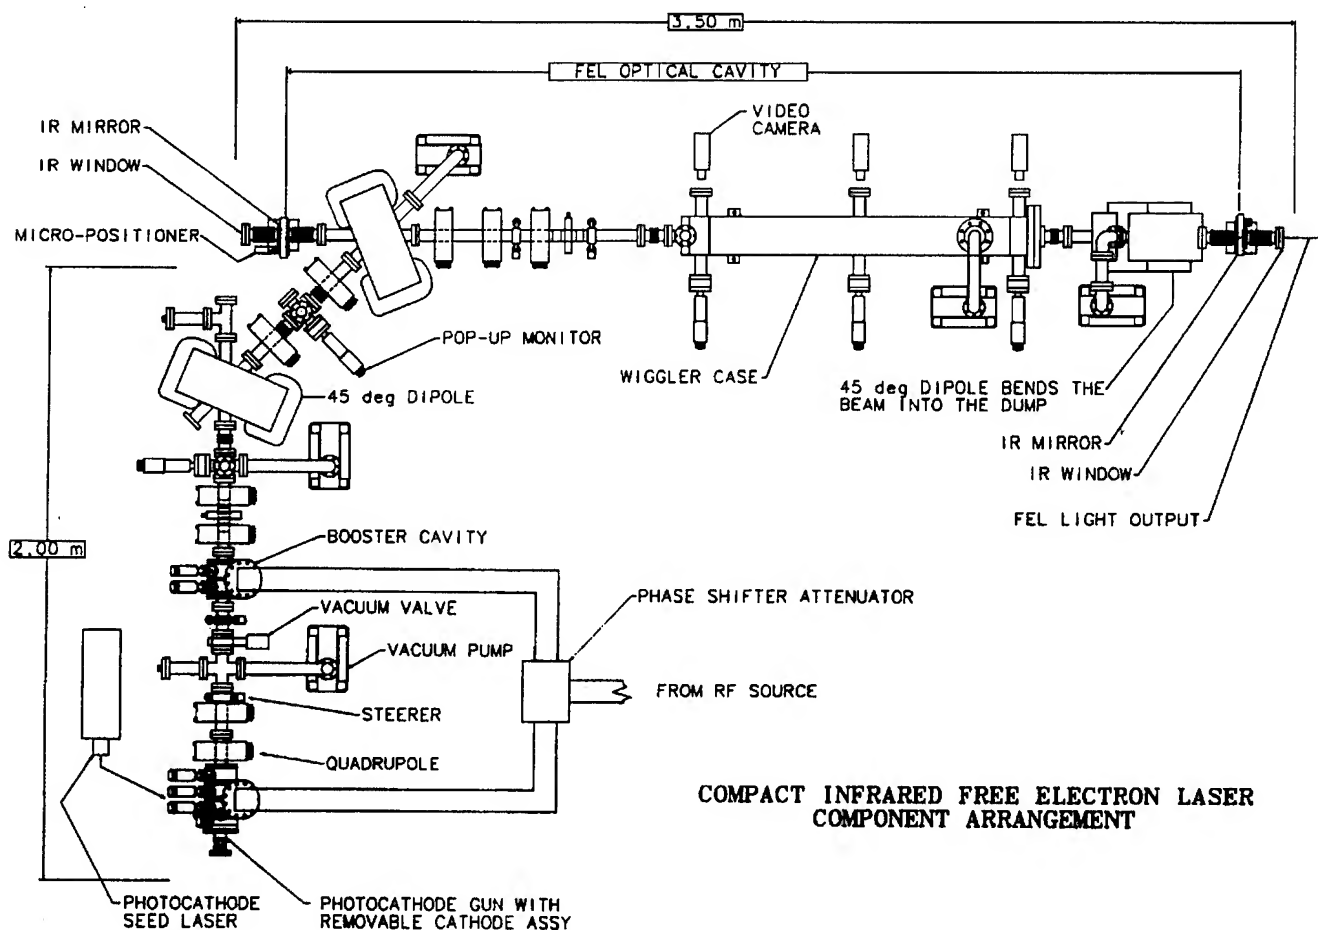 3.50 m
FEL OPTICAL CAVITY
IR MIRROR
VIDEO
CAMERA
IR WINDOW
MICRO-POSITIONER
POP-UP MONITOR
WIGGLER CASE
45 deg DIPOLE BENDS THE
BEAM INTO THE DUMP
45 deg DIPOLE
IR MIRROR
IR WINDOW
FEL LIGHT OUTPUT
BOOSTER CAVITY
2.00 m
PHASE SHIFTER ATTENUATOR
VACUUM VALVE
VACUUM PUMP
FROM RF SOURCE
STEERER
QUADRUPOLE
COMPACT INFRARED FREE ELECTRON LASER
COMPONENT ARRANGEMENT
PHOTOCATHODE
SEED LASER
PHOTOCATHODE GUN WITH
REMOVABLE CATHODE ASSY